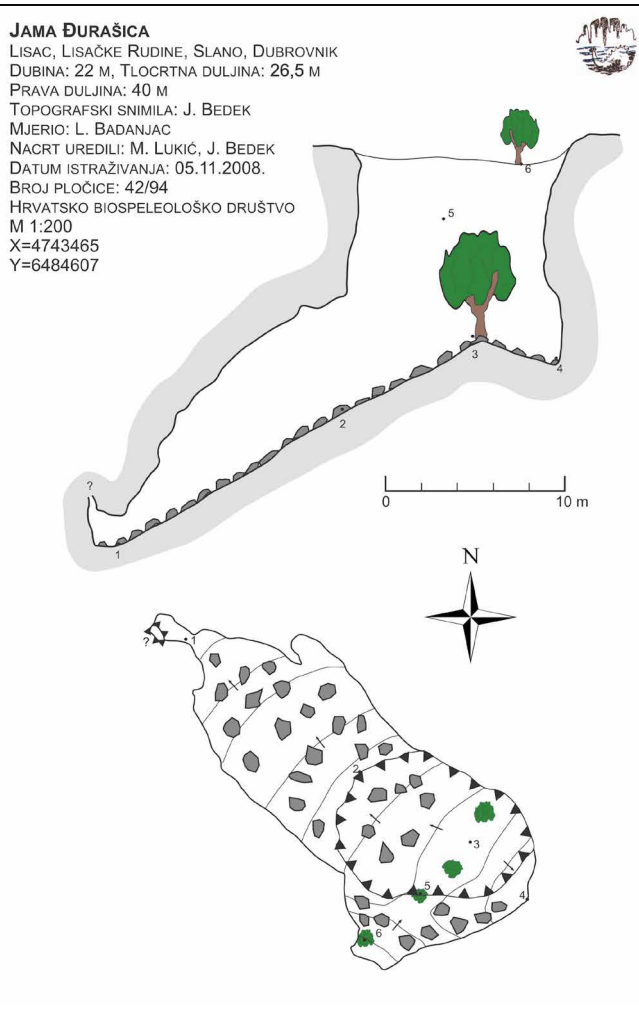 JAMA ĐURAŠICA
LISAC, LISAČKE RUDINE, SLANO, DUBROVNIK
DUBINA: 22 M, TLOCRTNA DULJINA: 26,5 M
PRAVA DULJINA: 40 M
TOPOGRAFSKI SNIMILA: J. BEDEK
MJERIO: L. BADANJAC
NACRT UREDILI: M. LUKIĆ, J. BEDEK
DATUM ISTRAŽIVANJA: 05.11.2008.
BROJ PLOČICE: 42/94
HRVATSKO BIOSPELEOLOŠKO DRUŠTVO
M 1:200
X=4743465
Y=6484607
6
5
3
4
2
?
1
0 10 m
N
? 1
2
3
5
4
6